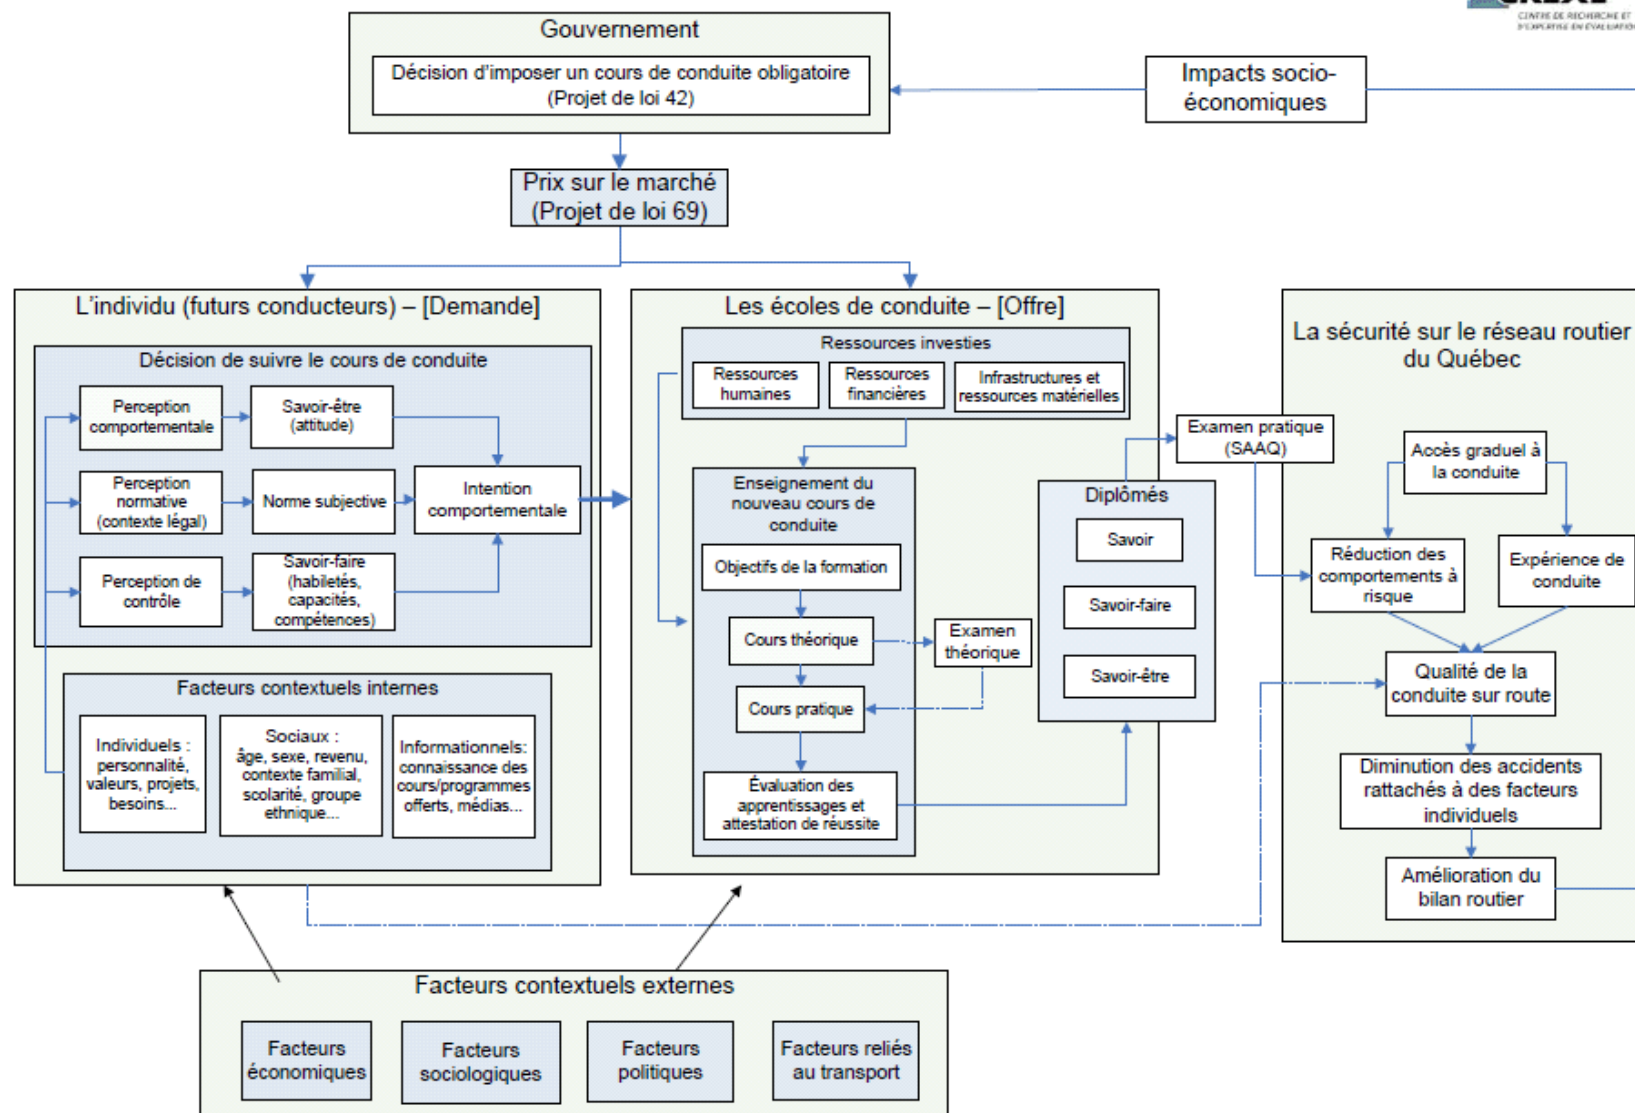 CENTRE DE RECHERCHE ET
D'EXPERTISE EN ÉVALUATION
Gouvernement
Décision d'imposer un cours de conduite obligatoire
(Projet de loi 42)
Impacts socio-
économiques
Prix sur le marché
(Projet de loi 69)
L'individu (futurs conducteurs) – [Demande]
Décision de suivre le cours de conduite
Perception
comportementale
Savoir-être
(attitude)
Perception
normative
(contexte légal)
Norme subjective
Intention
comportementale
Perception de
contrôle
Savoir-faire
(habiletés,
capacités,
compétences)
Facteurs contextuels internes
Individuels :
personnalité,
valeurs, projets,
besoins...
Sociaux :
âge, sexe, revenu,
contexte familial,
scolarité, groupe
ethnique...
Informationnels:
connaissance des
cours/programmes
offerts, médias...
Les écoles de conduite – [Offre]
Ressources investies
Ressources
humaines
Ressources
financières
Infrastructures et
ressources matérielles
Enseignement du
nouveau cours de
conduite
Objectifs de la formation
Cours théorique
Examen
théorique
Cours pratique
Évaluation des
apprentissages et
attestation de réussite
Diplômés
Savoir
Savoir-faire
Savoir-être
Examen pratique
(SAAQ)
La sécurité sur le réseau routier
du Québec
Accès graduel à
la conduite
Réduction des
comportements à
risque
Expérience de
conduite
Qualité de la
conduite sur route
Diminution des accidents
rattachés à des facteurs
individuels
Amélioration du
bilan routier
Facteurs contextuels externes
Facteurs
économiques
Facteurs
sociologiques
Facteurs
politiques
Facteurs reliés
au transport